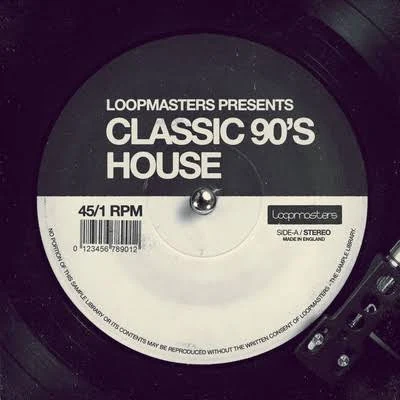 LOOPMASTERS PRESENTS
CLASSIC 90'S
HOUSE
45/1 RPM
0 123456 789012
Loopmasters
SIDE-A / STEREO
MADE IN ENGLAND
NO PORTION OF THIS SAMPLE LIBRARY OR ITS CONTENTS MAY BE REPRODUCED WITHOUT THE WRITTEN CONSENT OF LOOPMASTERS - THE SAMPLE LIBRARY.